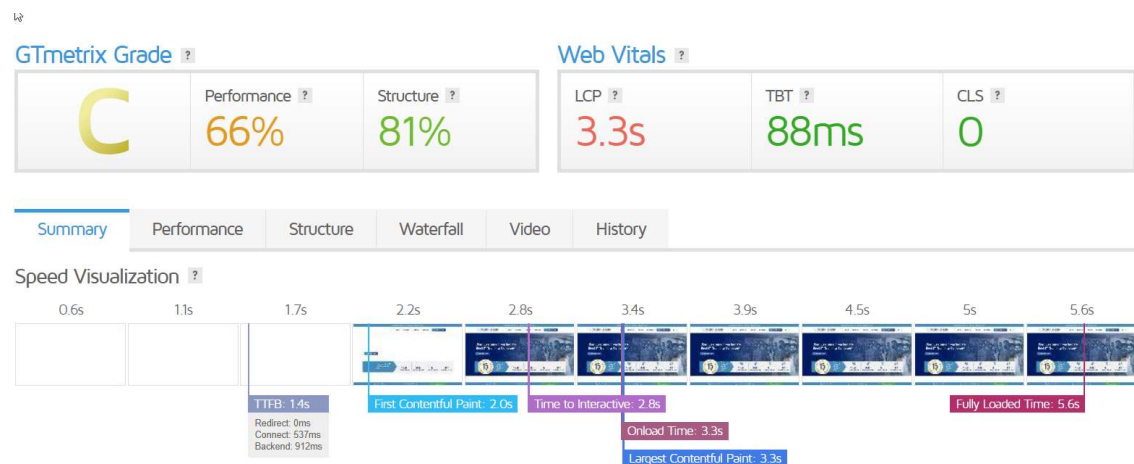 GTmetrix Grade ?
Web Vitals ?
C
Performance ?
66%
Structure ?
81%
LCP ?
3.3s
TBT ?
88ms
CLS ?
0
Summary
Performance
Structure
Waterfall
Video
History
Speed Visualization ?
0.6s
1.1s
1.7s
2.2s
2.8s
3.4s
3.9s
4.5s
5s
5.6s
TTFB: 1.4s
Redirect: 0ms
Connect: 537ms
Backend: 912ms
First Contentful Paint: 2.0s
Time to Interactive: 2.8s
Onload Time: 3.3s
Largest Contentful Paint: 3.3s
Fully Loaded Time: 5.6s